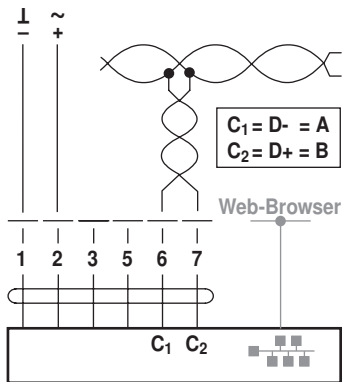 ⊥ ~
− +
C₁ = D- = A
C₂ = D+ = B
Web-Browser
1 2 3 5 6 7
C₁ C₂